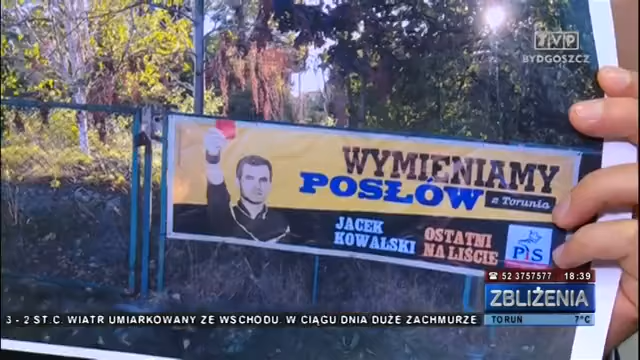 TVP
BYDGOSZCZ
WYMIENIAMY
POSŁÓW z Torunia
JACEK
KOWALSKI
OSTATNI
NA LIŚCIE
PiS
52 3757577 18:39
ZBLIŻENIA
3 - 2 ST.C. WIATR UMIARKOWANY ZE WSCHODU. W CIĄGU DNIA DUŻE ZACHMURZE
TORUŃ 7°C